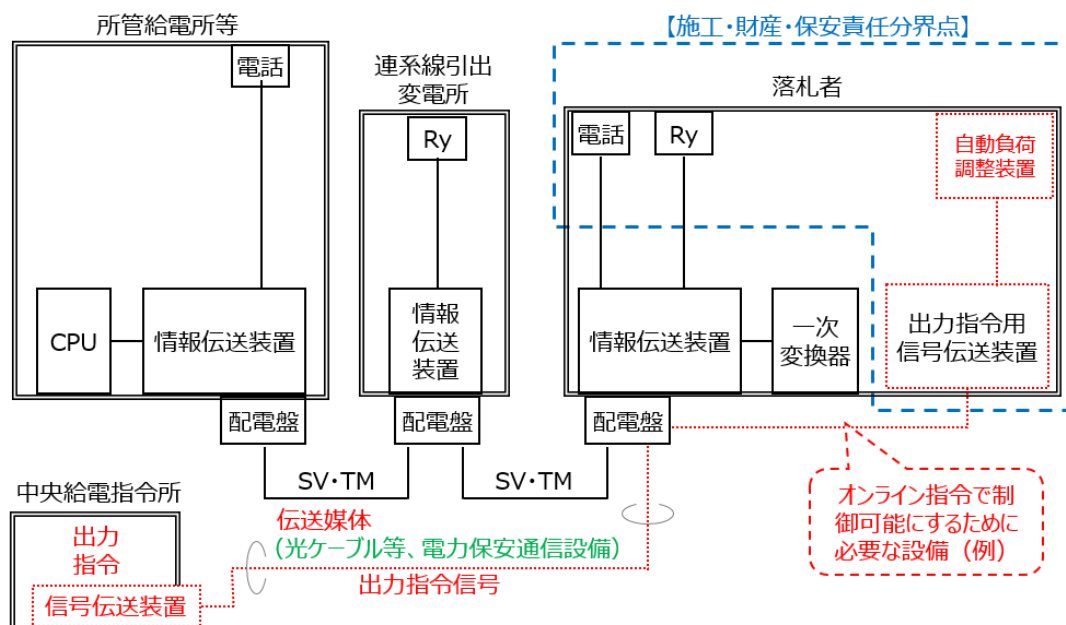 所管給電所等
電話
CPU
情報伝送装置
配電盤
連系線引出
変電所
Ry
情報
伝送
装置
配電盤
【施工・財産・保安責任分界点】
落札者
電話
Ry
自動負荷
調整装置
情報伝送装置
一次
変換器
出力指令用
信号伝送装置
配電盤
SV・TM
SV・TM
中央給電指令所
出力
指令
信号伝送装置
伝送媒体
（光ケーブル等、電力保安通信設備）
出力指令信号
オンライン指令で制
御可能にするために
必要な設備（例）